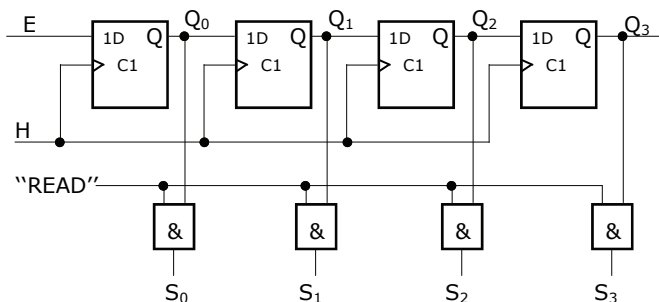 E Q0 Q1 Q2 Q3
1D Q 1D Q 1D Q 1D Q
C1 C1 C1 C1
H
"READ"
& & & &
S0 S1 S2 S3